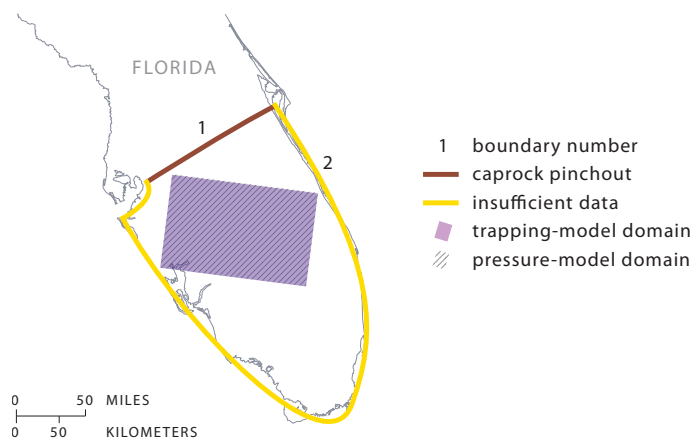 FLORIDA
1
2
1 boundary number
caprock pinchout
insufficient data
trapping-model domain
pressure-model domain
0 50 MILES
0 50 KILOMETERS